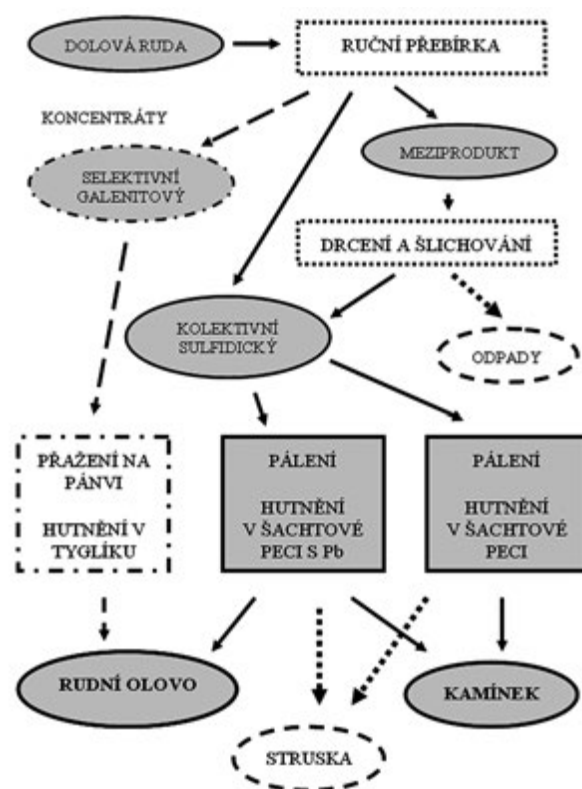 DOLOVÁ RUDA
RUČNÍ PŘEBÍRKA
KONCENTRÁTY
SELEKTIVNÍ
GALENITOVÝ
MEZIPRODUKT
DRCENÍ A ŠLICHOVÁNÍ
KOLEKTIVNÍ
SULFIDICKÝ
ODPADY
PŘAŽENÍ NA
PÁNVI
HUTNĚNÍ V
TYGLÍKU
PÁLENÍ
HUTNĚNÍ
V ŠACHTOVÉ
PECI S Pb
PÁLENÍ
HUTNĚNÍ
V ŠACHTOVÉ
PECI
RUDNÍ OLOVO
KAMÍNEK
STRUSKA